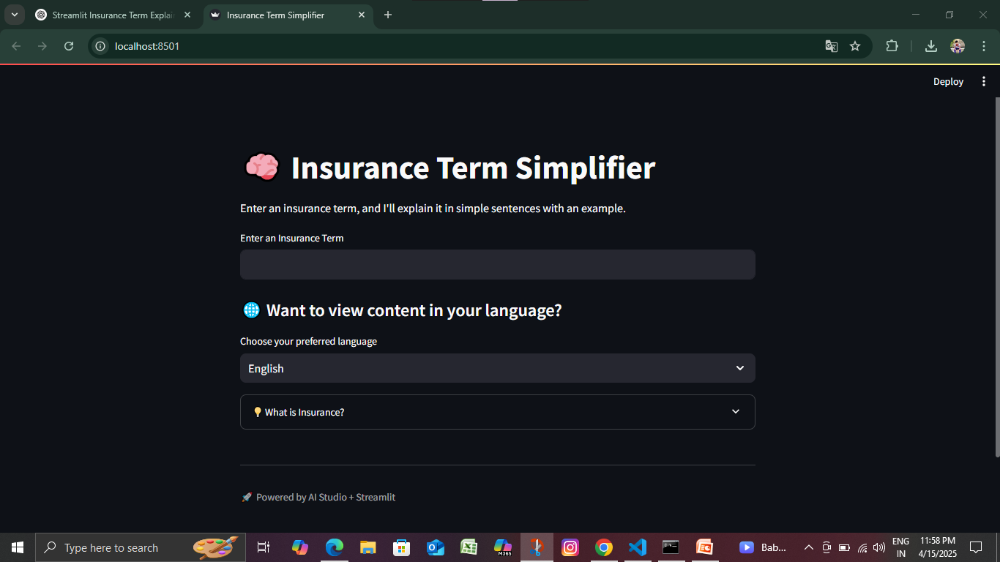 Streamlit Insurance Term Explai
Insurance Term Simplifier
localhost:8501
Deploy
Insurance Term Simplifier
Enter an insurance term, and I'll explain it in simple sentences with an example.
Enter an Insurance Term
Want to view content in your language?
Choose your preferred language
English
What is Insurance?
Powered by AI Studio + Streamlit
Type here to search
M365
Bab...
ENG
IN
11:58 PM
4/15/2025